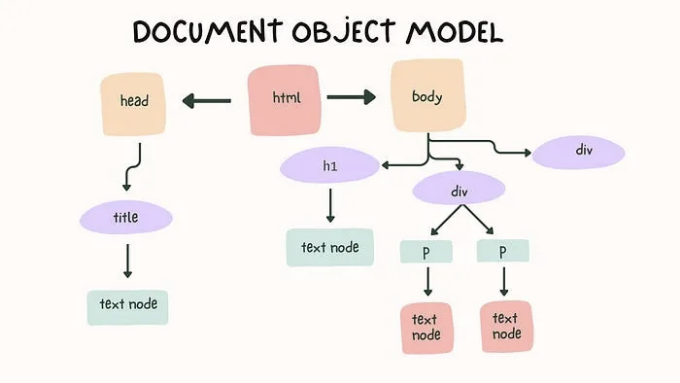 DOCUMENT OBJECT MODEL
head
html
body
h1
div
div
title
text node
text node
p
p
text
node
text
node